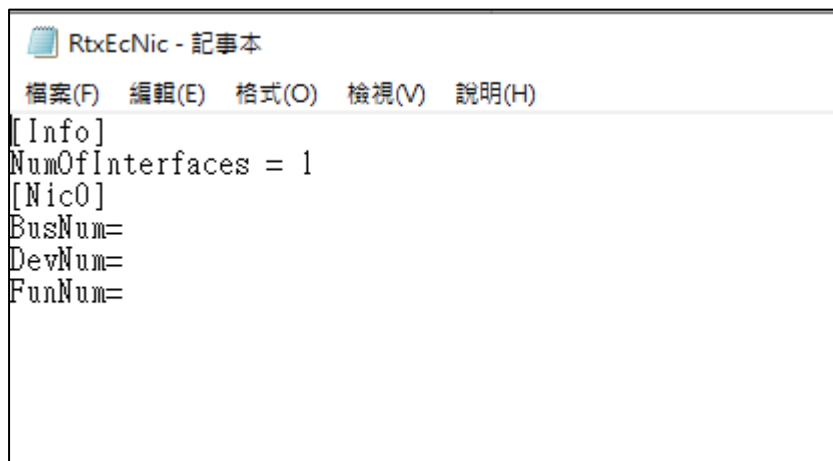 RtxEcNic - 記事本
檔案(F) 編輯(E) 格式(O) 檢視(V) 說明(H)
[Info]
NumOfInterfaces = 1
[Nic0]
BusNum=
DevNum=
FunNum=